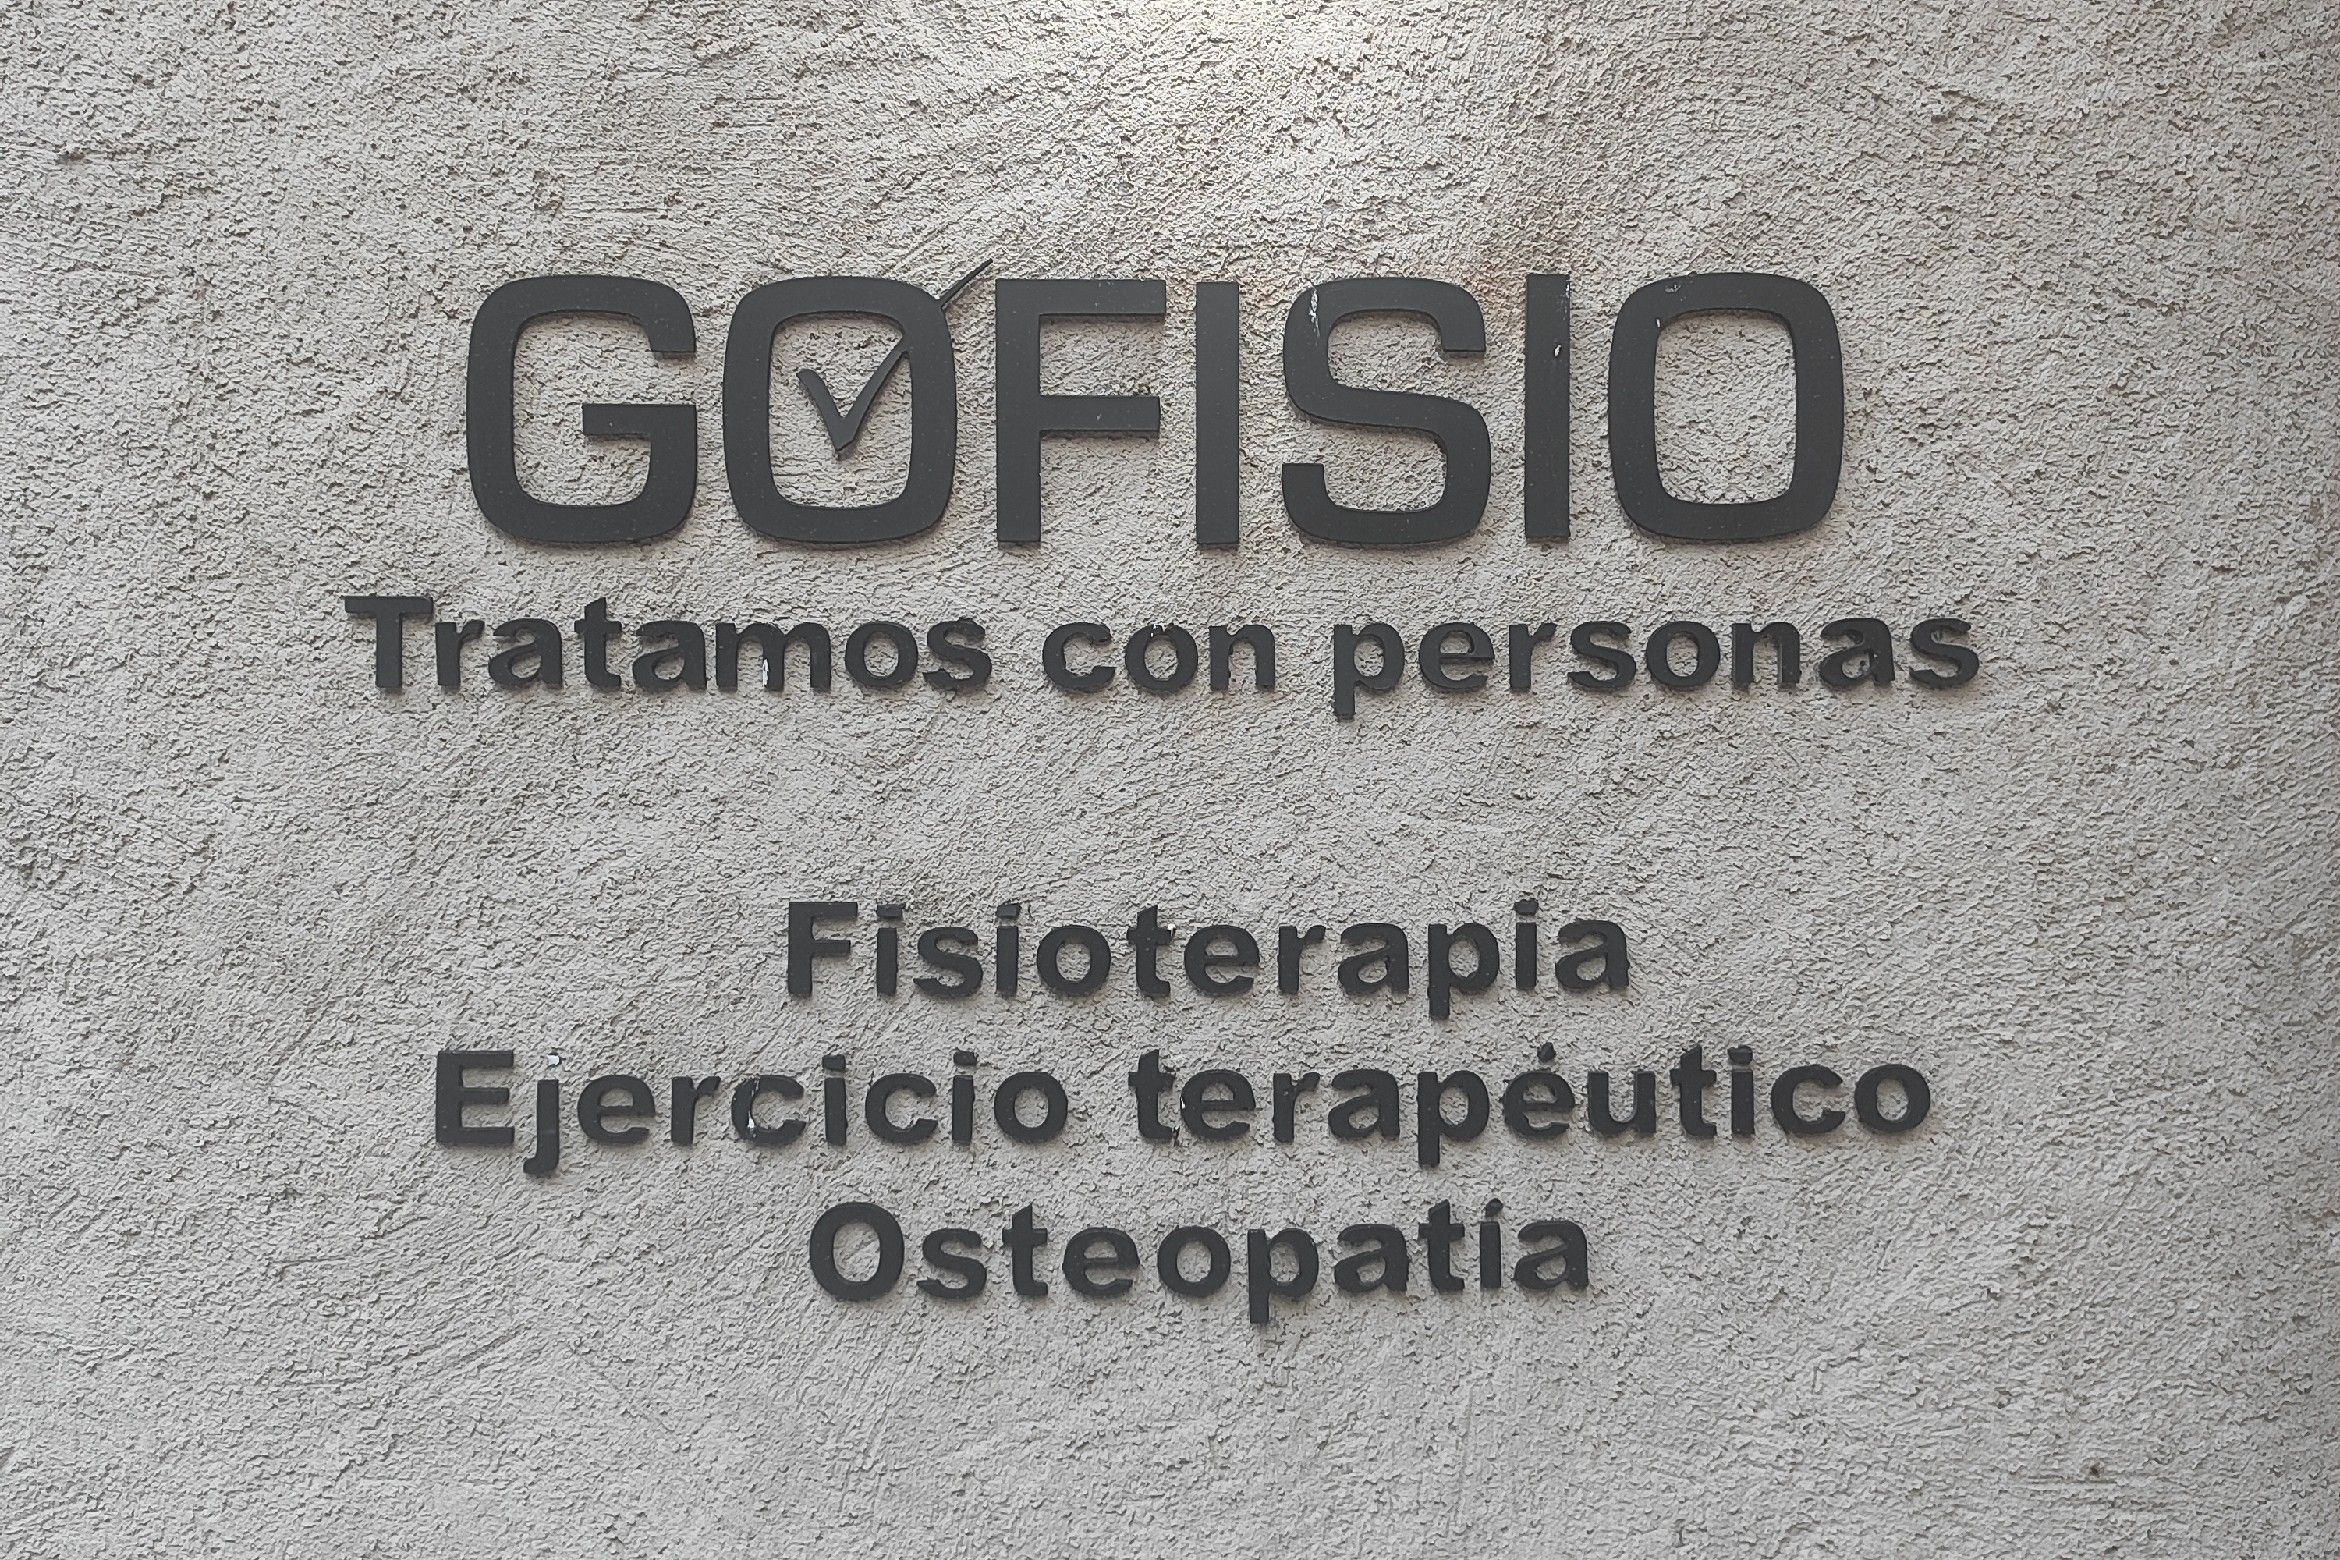 GOFISIO
Tratamos con personas
Fisioterapia
Ejercicio terapéutico
Osteopatía